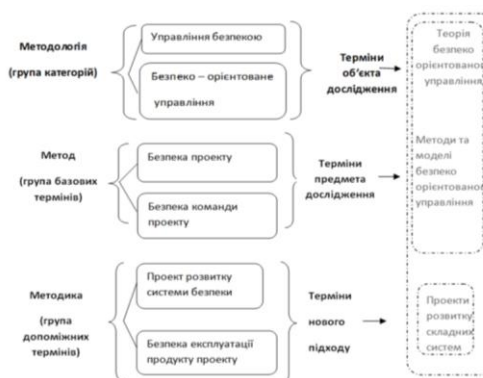 Методологія
(група категорій)
Управління безпекою
Безпеко – орієнтоване
управління
Терміни
об'єкта
дослідження
Теорія
безпеко
орієнтованого
управління
Метод
(група базових
термінів)
Безпека проекту
Безпека команди
проекту
Терміни
предмета
дослідження
Методи та
моделі
безпеко
орієнтованого
управління
Методика
(група
допоміжних
термінів)
Проект розвитку
системи безпеки
Безпека експлуатації
продукту проекту
Терміни
нового
підходу
Проекти
розвитку
складних
систем